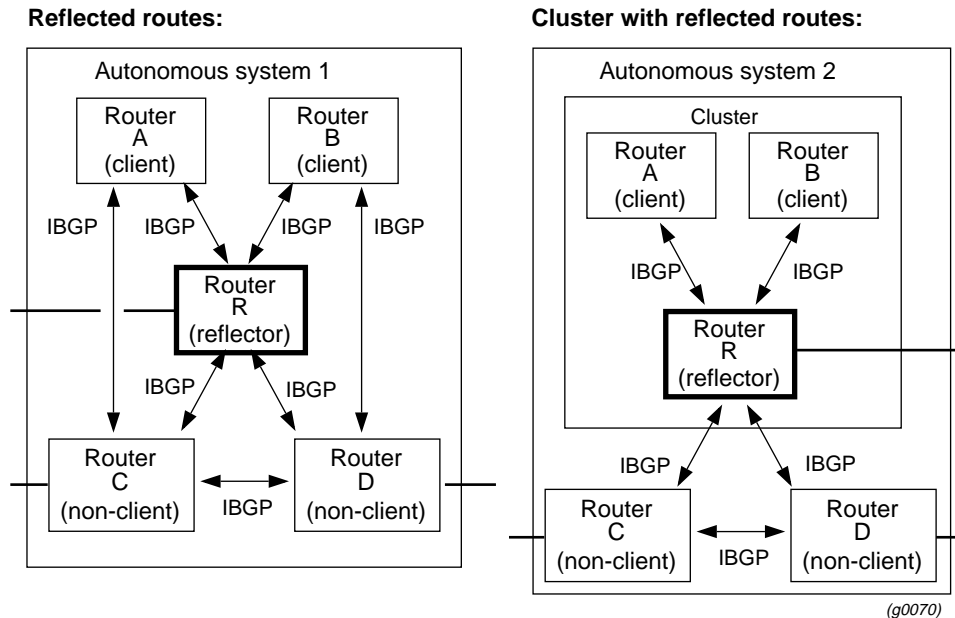 Reflected routes:
Autonomous system 1
Router
A
(client)
Router
B
(client)
IBGP
IBGP
IBGP
IBGP
Router
R
(reflector)
IBGP
IBGP
Router
C
(non-client)
IBGP
Router
D
(non-client)
Cluster with reflected routes:
Autonomous system 2
Cluster
Router
A
(client)
Router
B
(client)
IBGP
IBGP
Router
R
(reflector)
IBGP
IBGP
Router
C
(non-client)
IBGP
Router
D
(non-client)
(g0070)